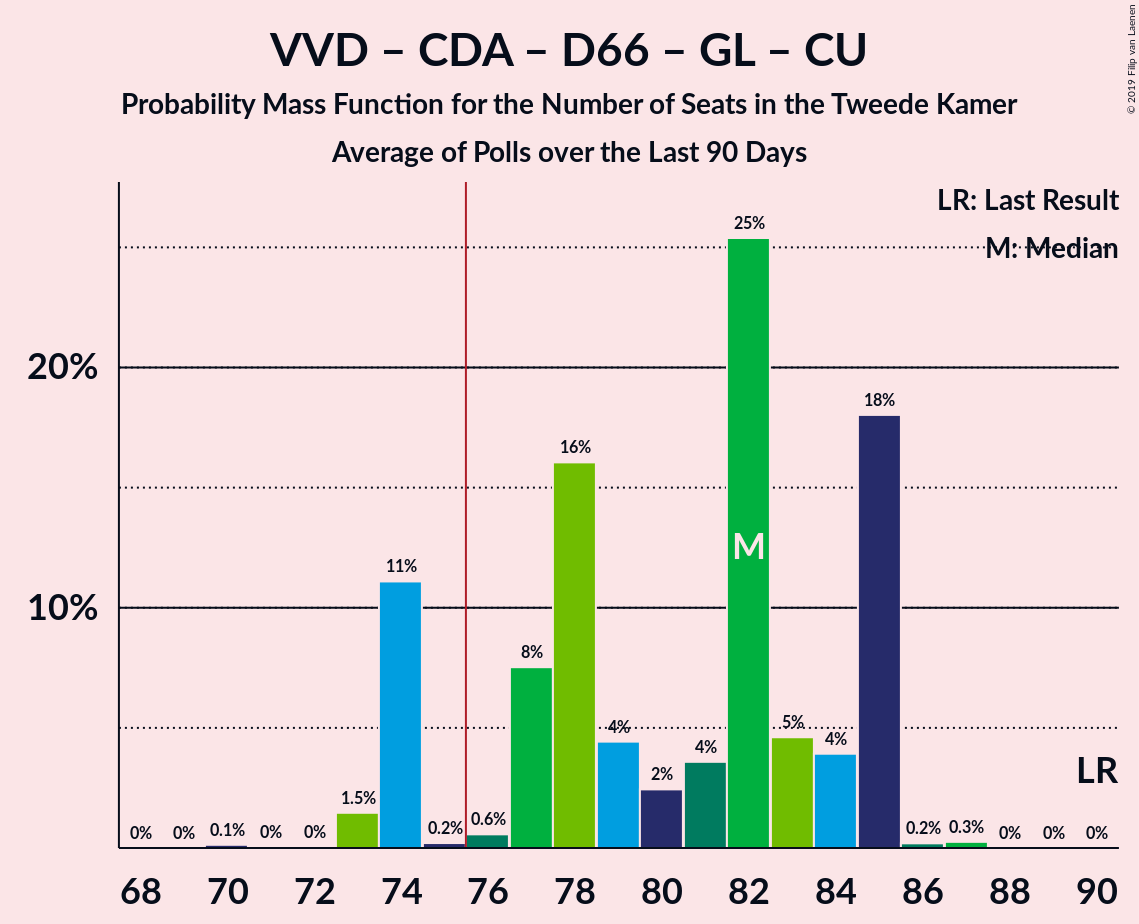 VVD – CDA – D66 – GL – CU
Probability Mass Function for the Number of Seats in the Tweede Kamer
Average of Polls over the Last 90 Days
© 2019 Filip van Laenen
LR: Last Result
M: Median
20%
10%
0%
0%
0.1%
0%
0%
1.5%
11%
0.2%
0.6%
8%
16%
4%
2%
4%
25%
5%
4%
18%
0.2%
0.3%
0%
0%
0%
M
LR
68 70 72 74 76 78 80 82 84 86 88 90